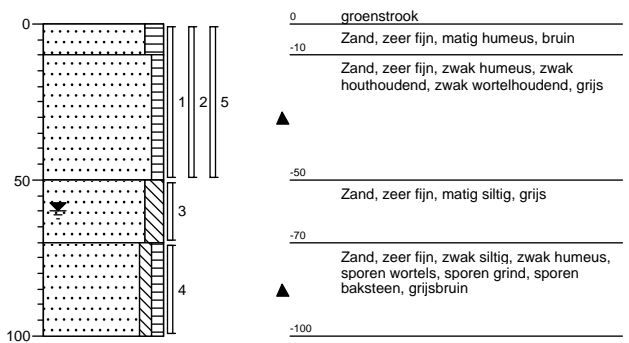 0
50
100
1
2
5
3
4
0
groenstrook
Zand, zeer fijn, matig humeus, bruin
-10
Zand, zeer fijn, zwak humeus, zwak
houthoudend, zwak wortelhoudend, grijs
-50
Zand, zeer fijn, matig siltig, grijs
-70
Zand, zeer fijn, zwak siltig, zwak humeus,
sporen wortels, sporen grind, sporen
baksteen, grijsbruin
-100